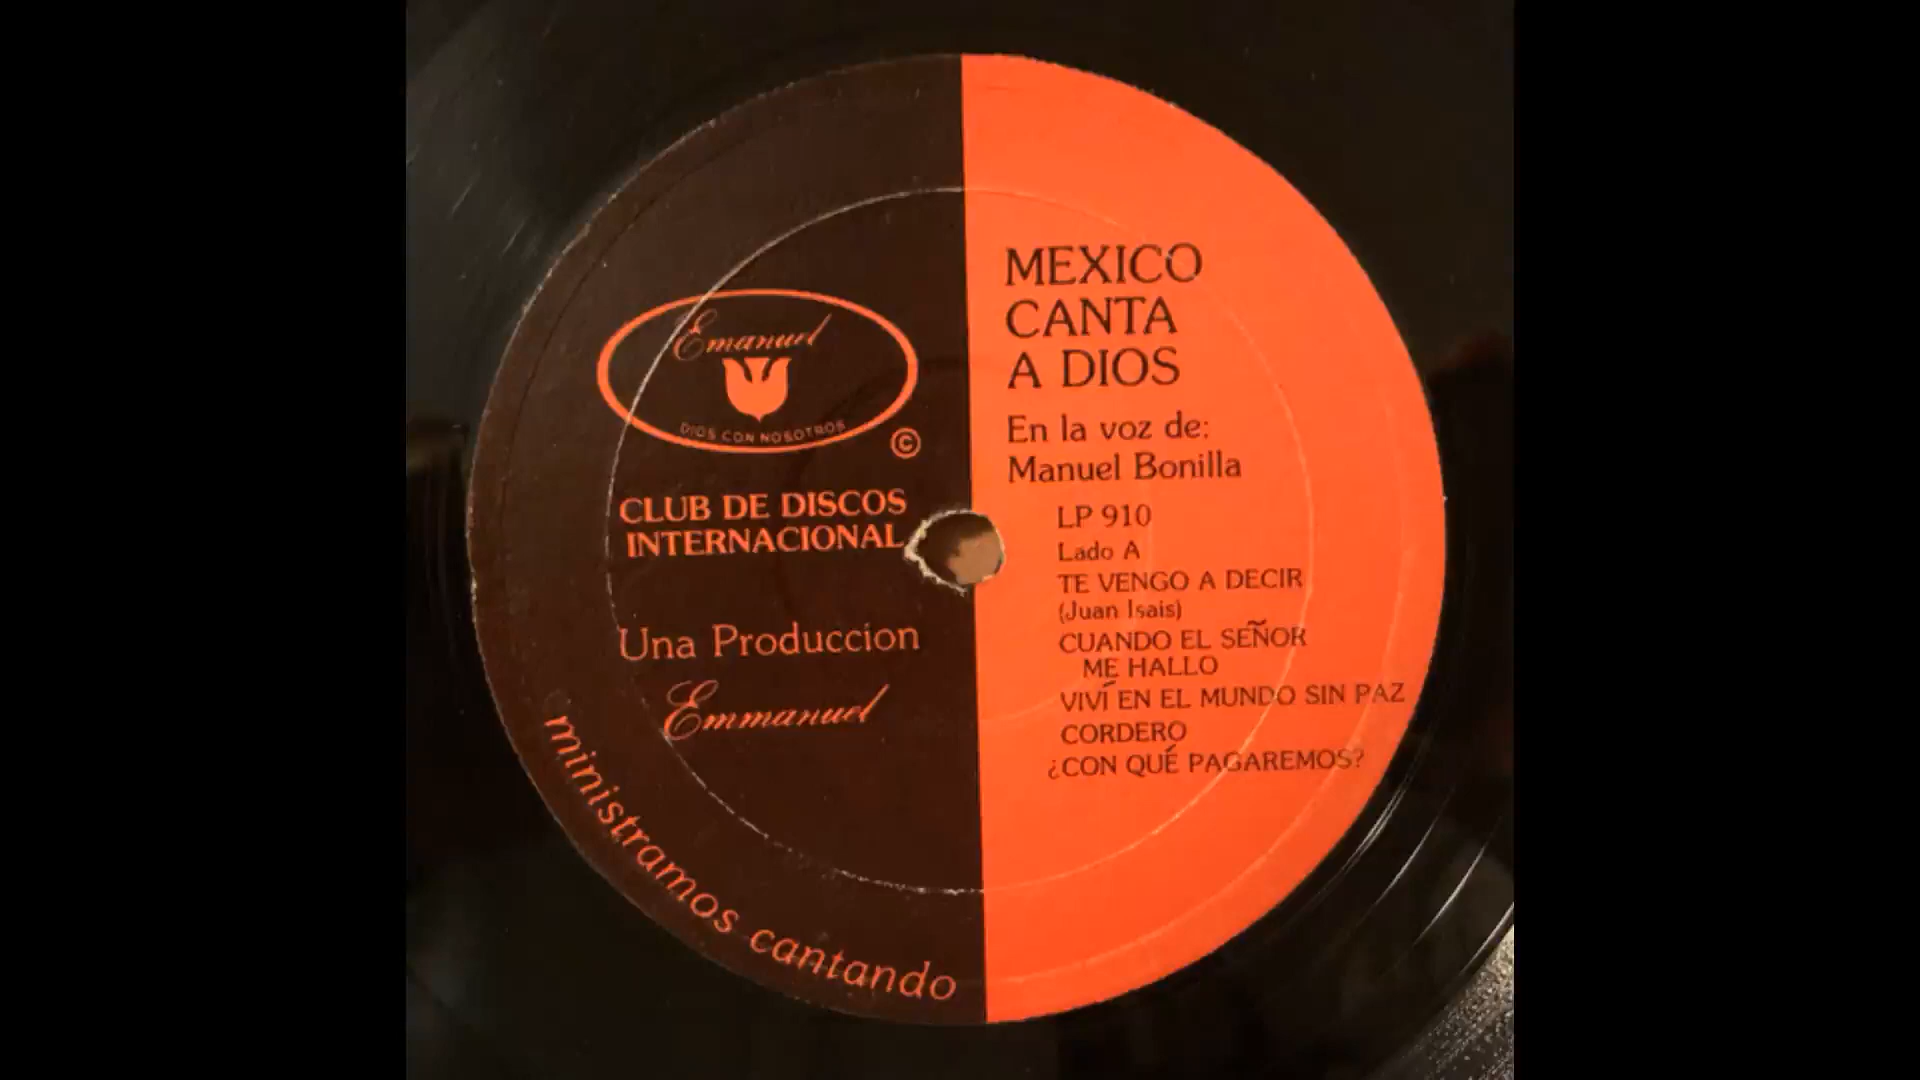 Emanuel
DIOS CON NOSOTROS
©
CLUB DE DISCOS
INTERNACIONAL
Una Produccion
Emmanuel
ministramos cantando
MEXICO
CANTA
A DIOS
En la voz de:
Manuel Bonilla
LP 910
Lado A
TE VENGO A DECIR
(Juan Isais)
CUANDO EL SEÑOR
ME HALLO
VIVÍ EN EL MUNDO SIN PAZ
CORDERO
¿CON QUÉ PAGAREMOS?